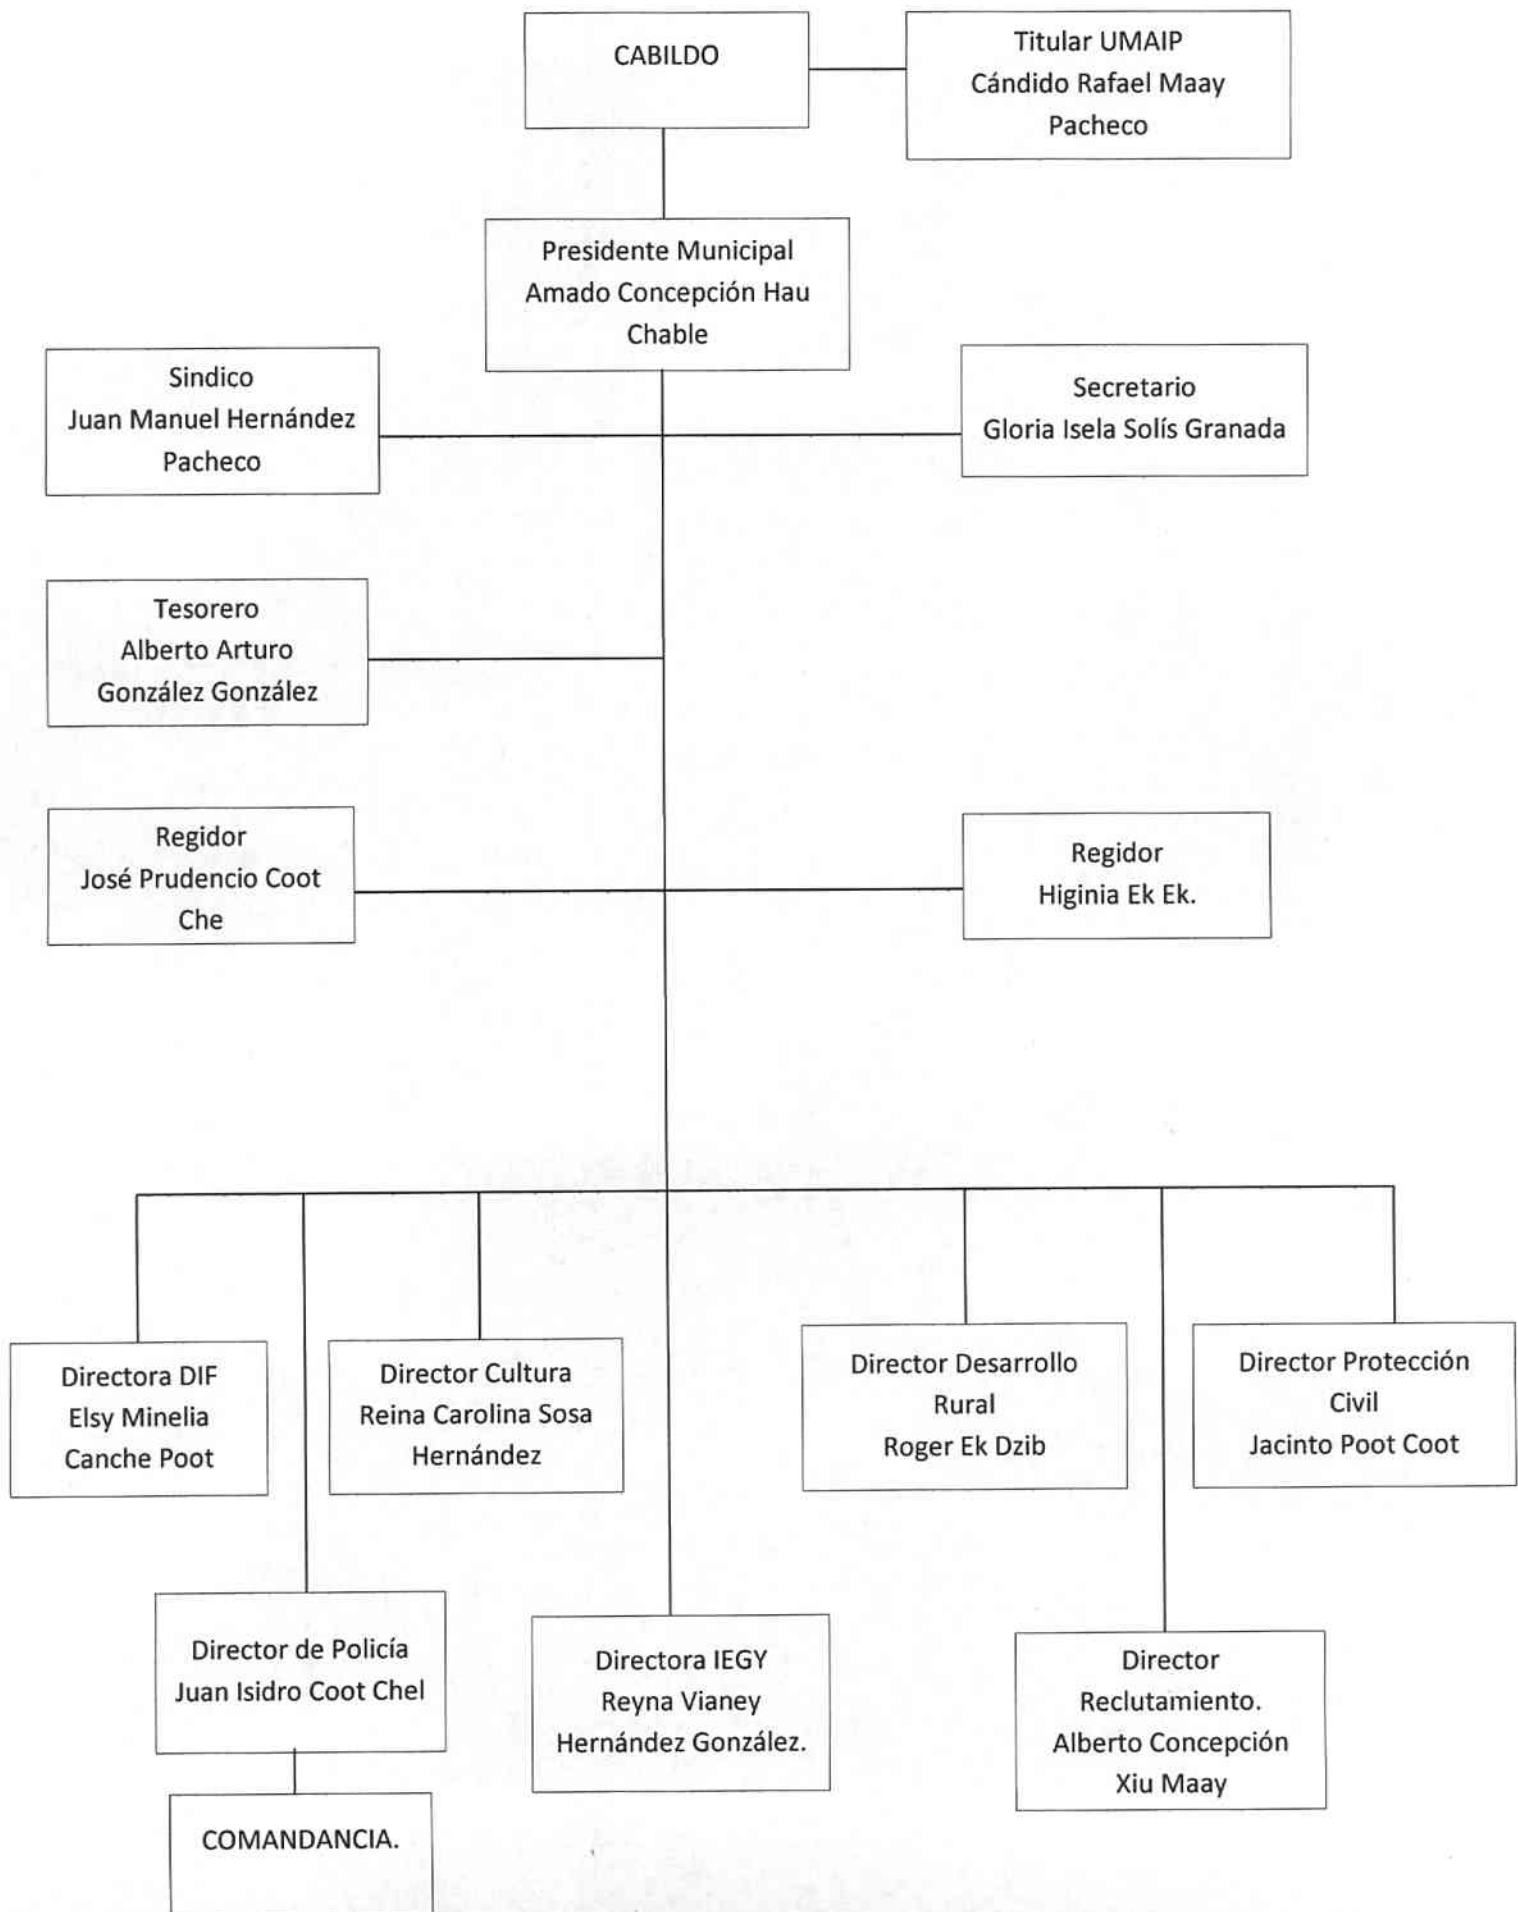 CABILDO
Titular UMAIP
Cándido Rafael Maay
Pacheco
Presidente Municipal
Amado Concepción Hau
Chable
Sindico
Juan Manuel Hernández
Pacheco
Secretario
Gloria Isela Solís Granada
Tesorero
Alberto Arturo
González González
Regidor
José Prudencio Coot
Che
Regidor
Higinia Ek Ek.
Directora DIF
Elsy Minelia
Canche Poot
Director Cultura
Reina Carolina Sosa
Hernández
Director Desarrollo
Rural
Roger Ek Dzib
Director Protección
Civil
Jacinto Poot Coot
Director de Policía
Juan Isidro Coot Chel
Directora IEGY
Reyna Vianey
Hernández González.
Director
Reclutamiento.
Alberto Concepción
Xiu Maay
COMANDANCIA.